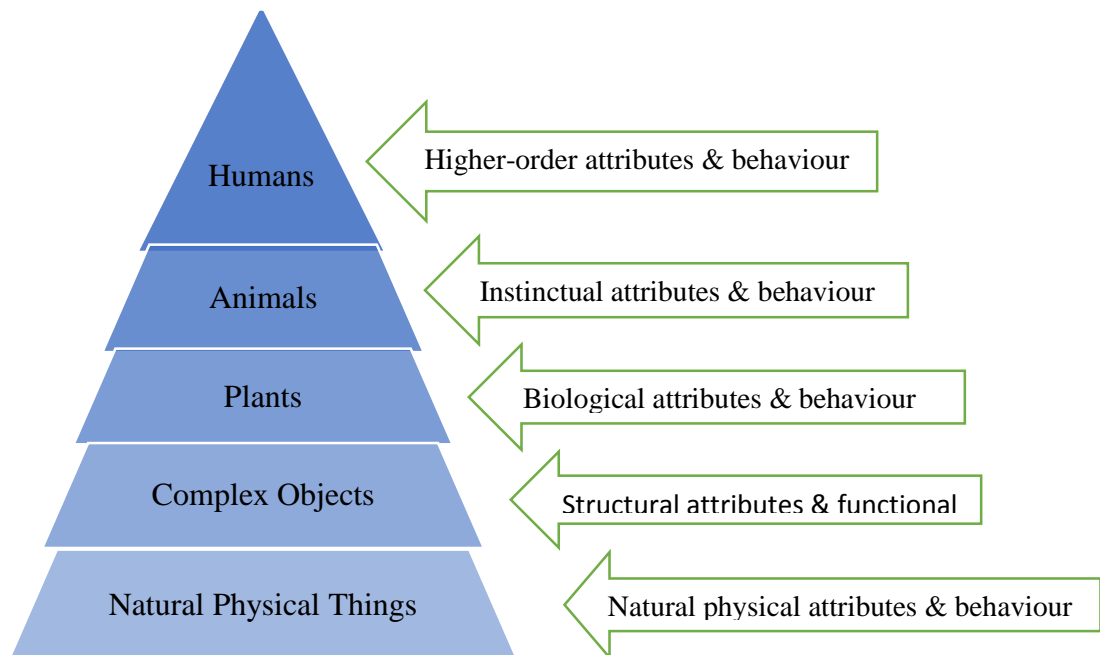 Humans
Higher-order attributes & behaviour
Animals
Instinctual attributes & behaviour
Plants
Biological attributes & behaviour
Complex Objects
Structural attributes & functional
Natural Physical Things
Natural physical attributes & behaviour